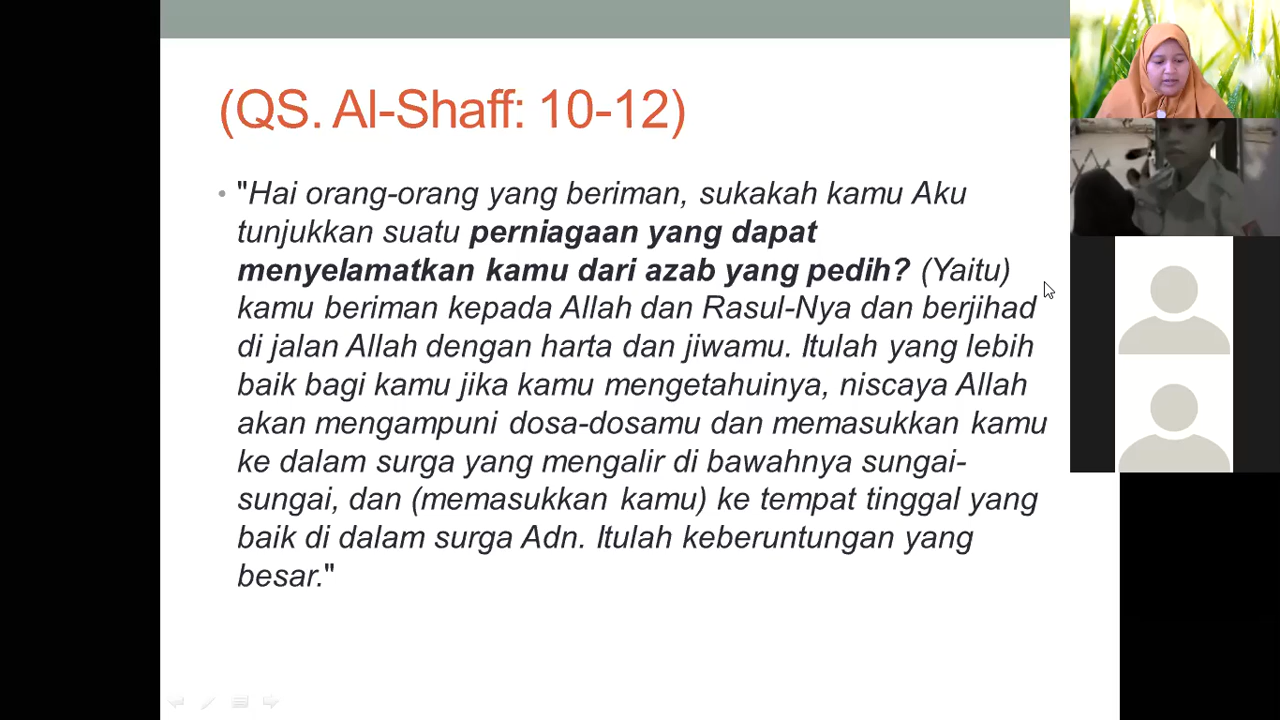 (QS. Al-Shaff: 10-12)
• "Hai orang-orang yang beriman, sukakah kamu Aku
tunjukkan suatu perniagaan yang dapat
menyelamatkan kamu dari azab yang pedih? (Yaitu)
kamu beriman kepada Allah dan Rasul-Nya dan berjihad
di jalan Allah dengan harta dan jiwamu. Itulah yang lebih
baik bagi kamu jika kamu mengetahuinya, niscaya Allah
akan mengampuni dosa-dosamu dan memasukkan kamu
ke dalam surga yang mengalir di bawahnya sungai-
sungai, dan (memasukkan kamu) ke tempat tinggal yang
baik di dalam surga Adn. Itulah keberuntungan yang
besar."